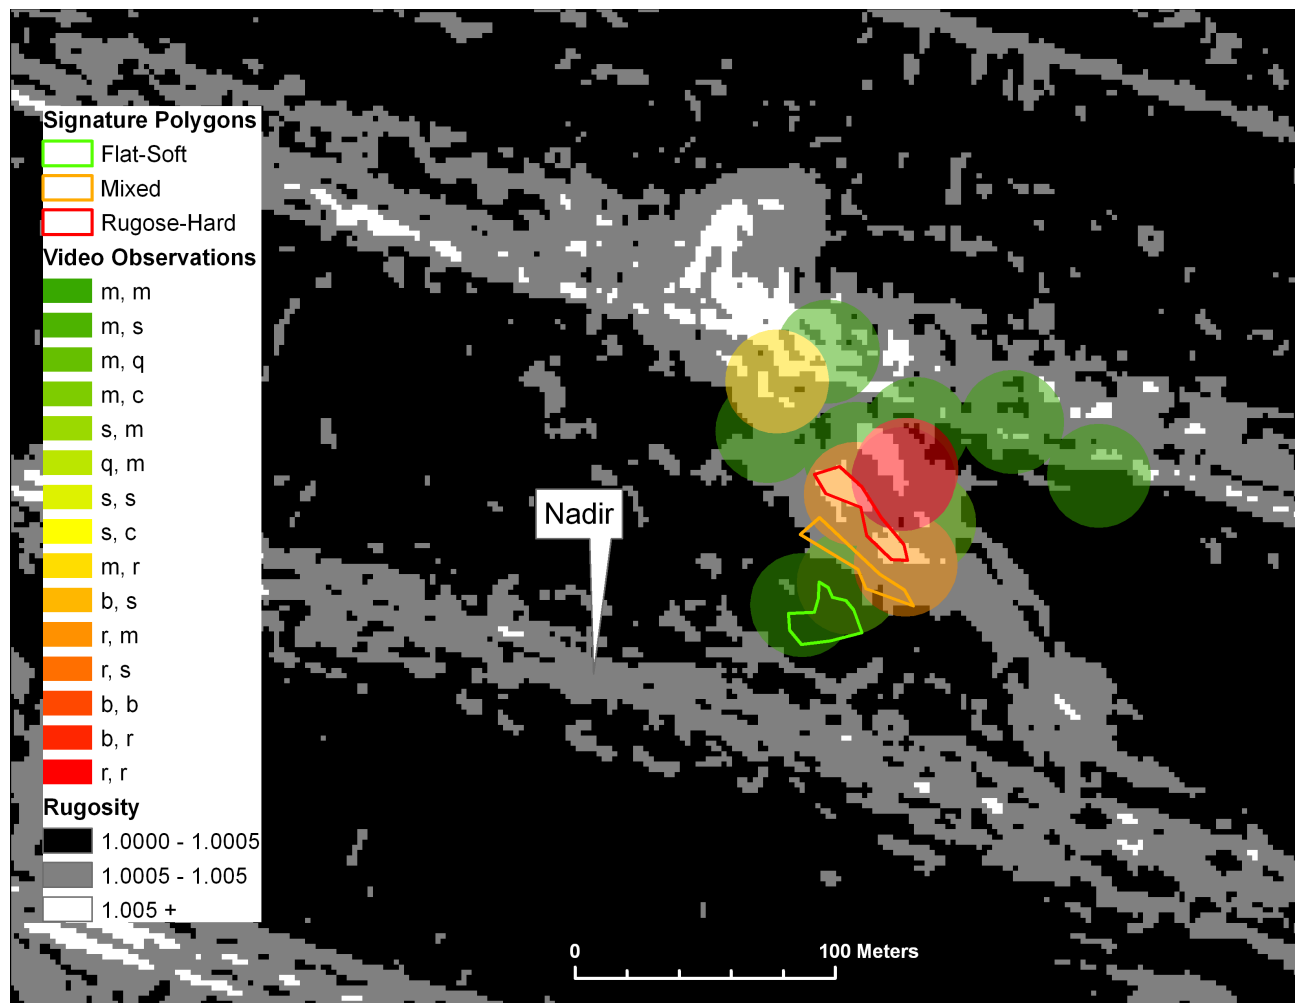 Signature Polygons
Flat-Soft
Mixed
Rugose-Hard
Video Observations
m, m
m, s
m, q
m, c
s, m
q, m
s, s
s, c
m, r
b, s
r, m
r, s
b, b
b, r
r, r
Rugosity
1.0000 - 1.0005
1.0005 - 1.005
1.005 +
Nadir
0 100 Meters